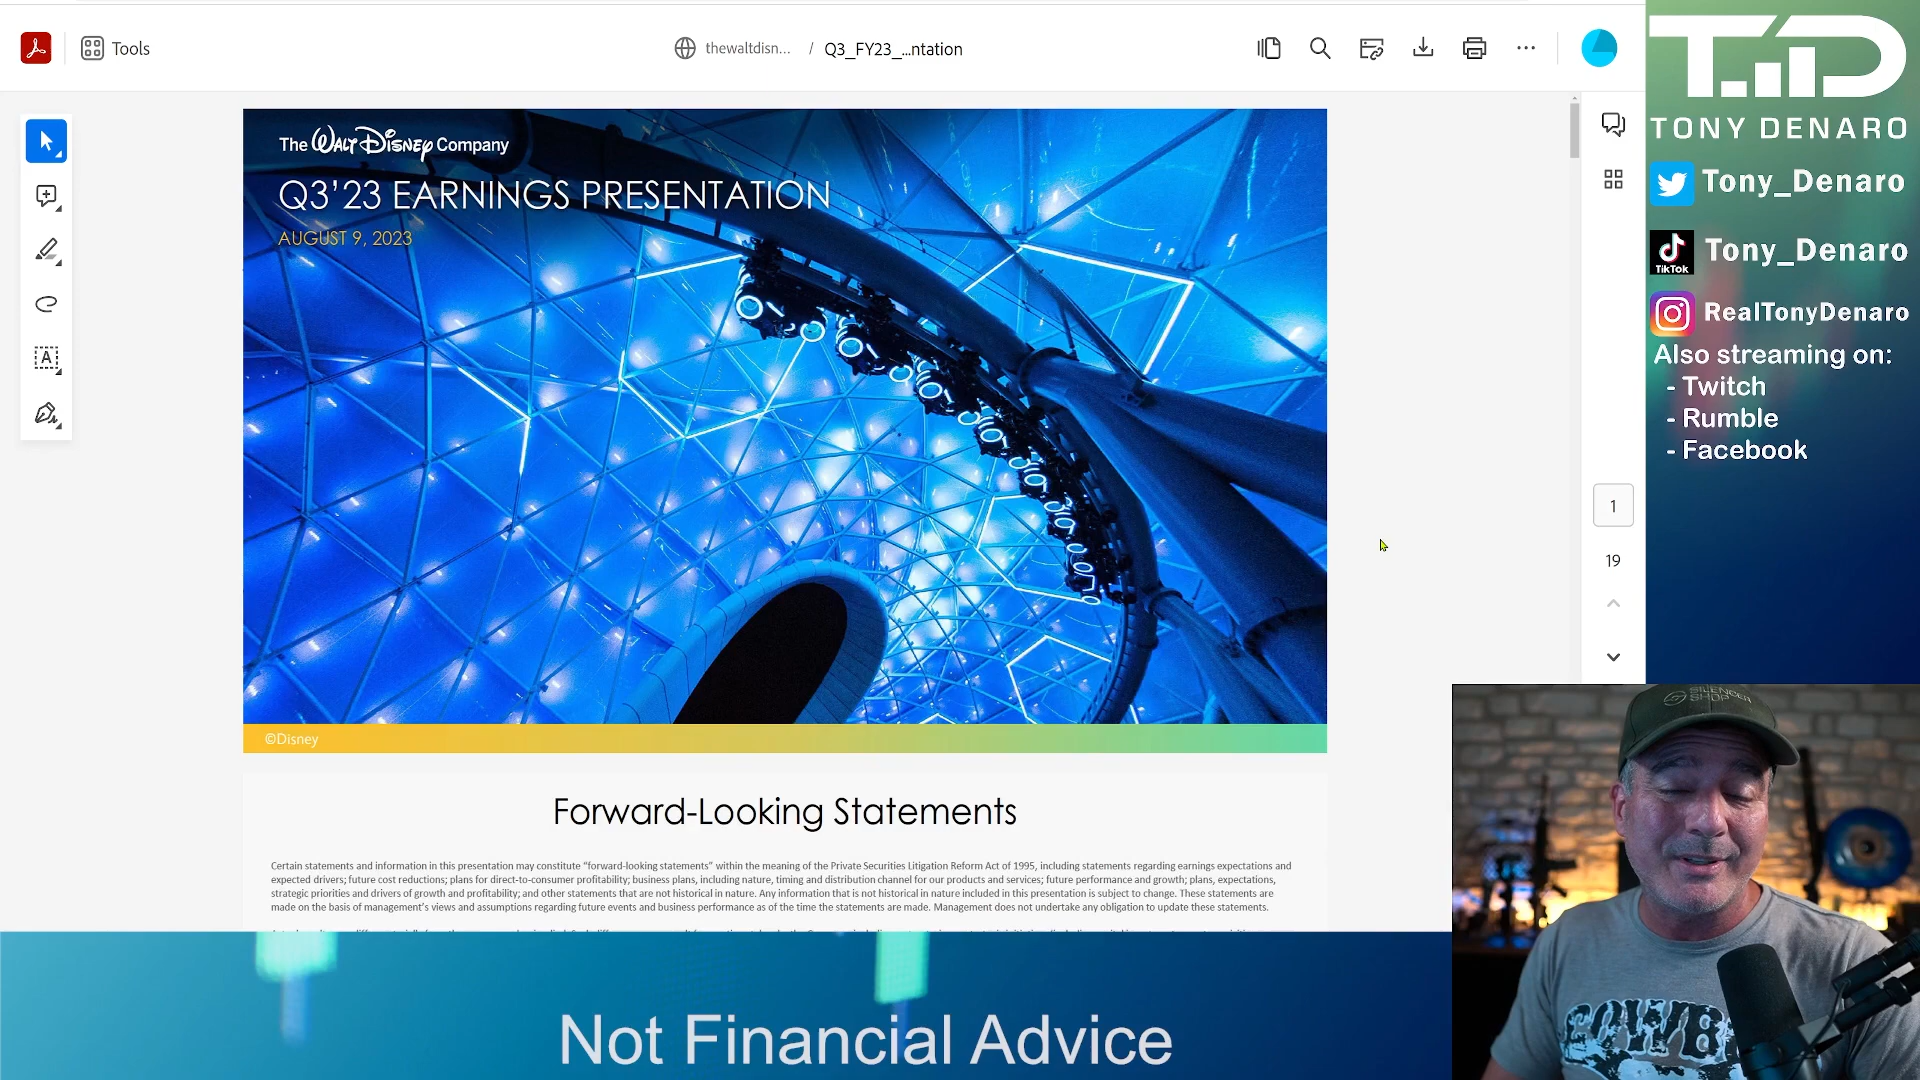 Tools
thewaltdisn... / Q3_FY23_...ntation
The WALT DISNEY Company
Q3’23 EARNINGS PRESENTATION
AUGUST 9, 2023
©Disney
Forward-Looking Statements
Certain statements and information in this presentation may constitute “forward-looking statements” within the meaning of the Private Securities Litigation Reform Act of 1995, including statements regarding earnings expectations and
expected drivers; future cost reductions; plans for direct-to-consumer profitability; business plans, including nature, timing and distribution channel for our products and services; future performance and growth; plans, expectations,
strategic priorities and drivers of growth and profitability; and other statements that are not historical in nature. Any information that is not historical in nature included in this presentation is subject to change. These statements are
made on the basis of management’s views and assumptions regarding future events and business performance as of the time the statements are made. Management does not undertake any obligation to update these statements.
1
19
TD
TONY DENARO
Tony_Denaro
TikTok
Tony_Denaro
RealTonyDenaro
Also streaming on:
- Twitch
- Rumble
- Facebook
SILENCER
SHOP
Not Financial Advice